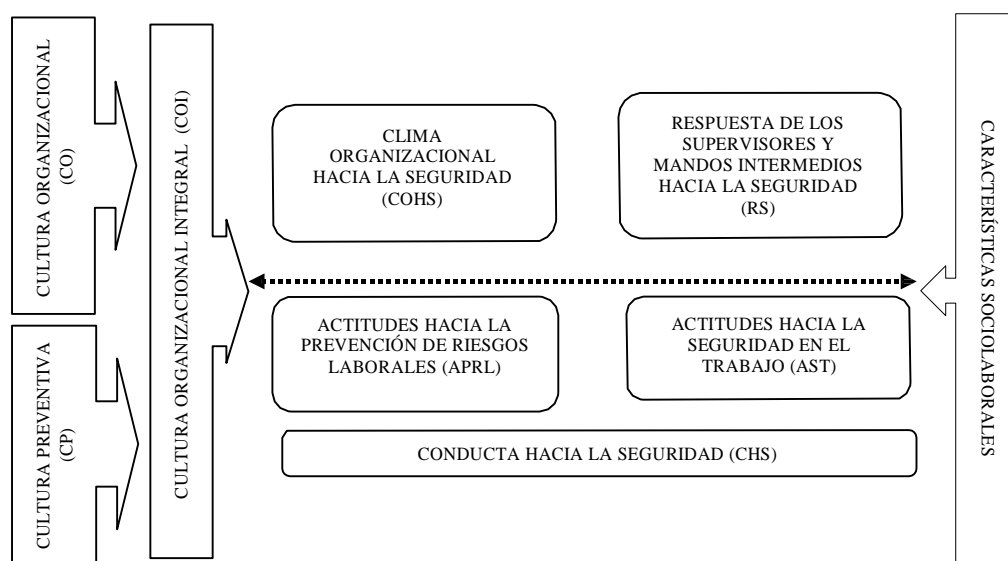 CULTURA ORGANIZACIONAL
(CO)
CULTURA PREVENTIVA
(CP)
CULTURA ORGANIZACIONAL INTEGRAL (COI)
CLIMA
ORGANIZACIONAL
HACIA LA SEGURIDAD
(COHS)
RESPUESTA DE LOS
SUPERVISORES Y
MANDOS INTERMEDIOS
HACIA LA SEGURIDAD
(RS)
ACTITUDES HACIA LA
PREVENCIÓN DE RIESGOS
LABORALES (APRL)
ACTITUDES HACIA LA
SEGURIDAD EN EL
TRABAJO (AST)
CONDUCTA HACIA LA SEGURIDAD (CHS)
CARACTERÍSTICAS SOCIOLABORALES